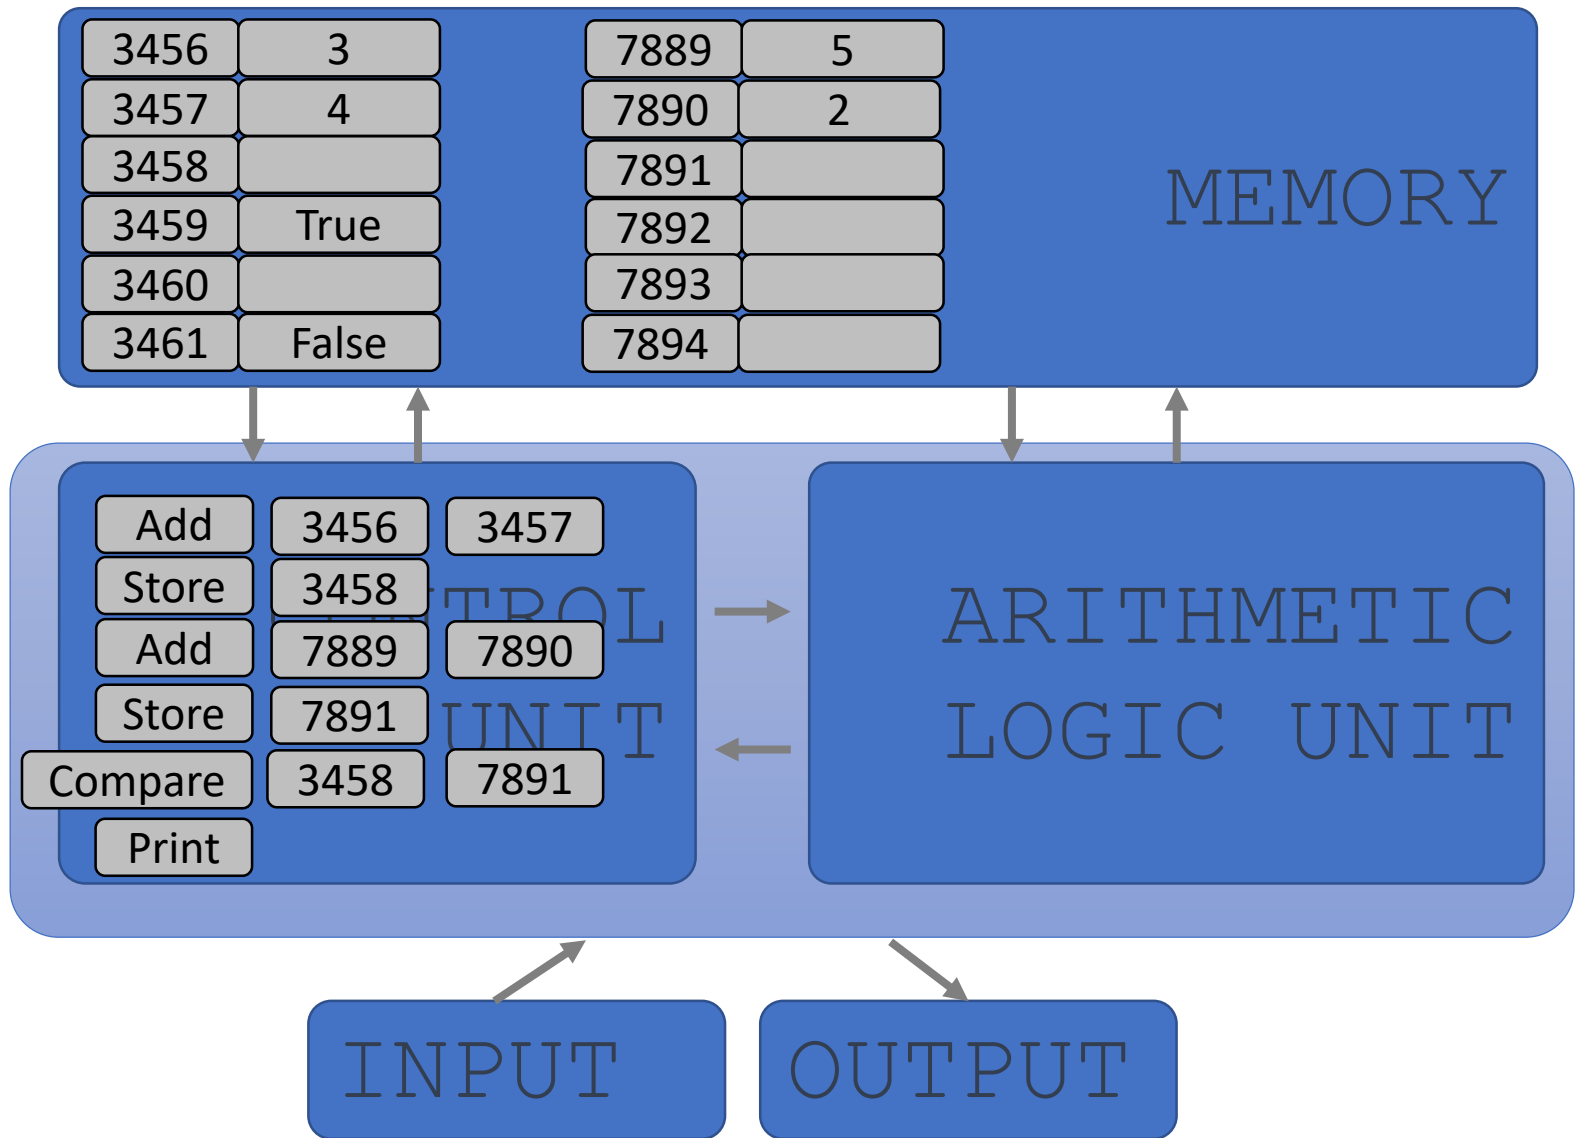 3456 3
3457 4
3458
3459 True
3460
3461 False
7889 5
7890 2
7891
7892
7893
7894
MEMORY
Add 3456 3457
Store 3458
Add 7889 7890
Store 7891
Compare 3458 7891
Print
UNIT
ARITHMETIC
LOGIC UNIT
INPUT
OUTPUT